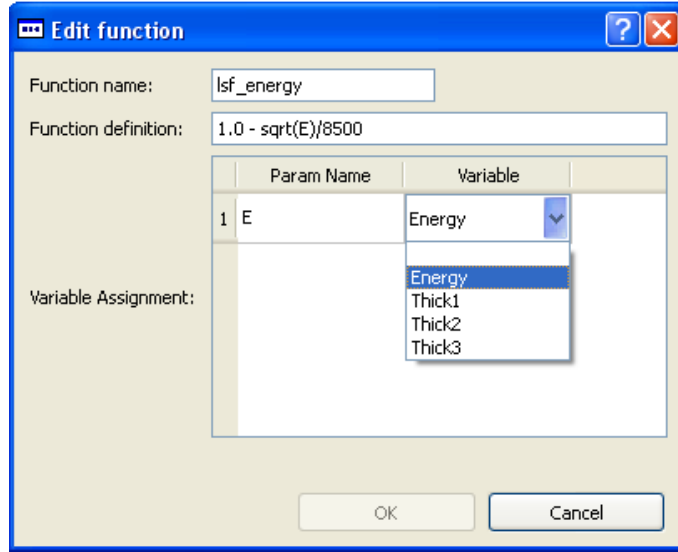 Edit function
Function name: lsf_energy
Function definition: 1.0 - sqrt(E)/8500
Param Name Variable
1 E Energy
Energy
Thick1
Variable Assignment: Thick2
Thick3
OK Cancel